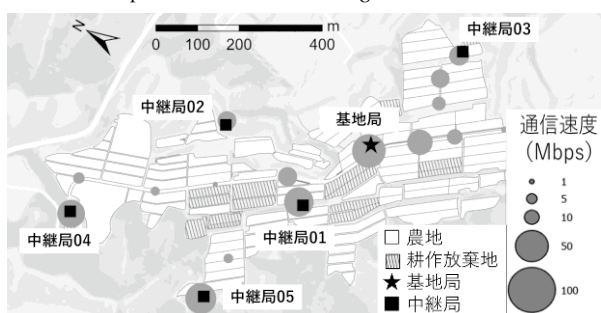 N
m
0 100 200 400
中継局03
中継局02
基地局
通信速度
(Mbps)
1
5
10
50
100
中継局04
中継局01
中継局05
農地
耕作放棄地
基地局
中継局